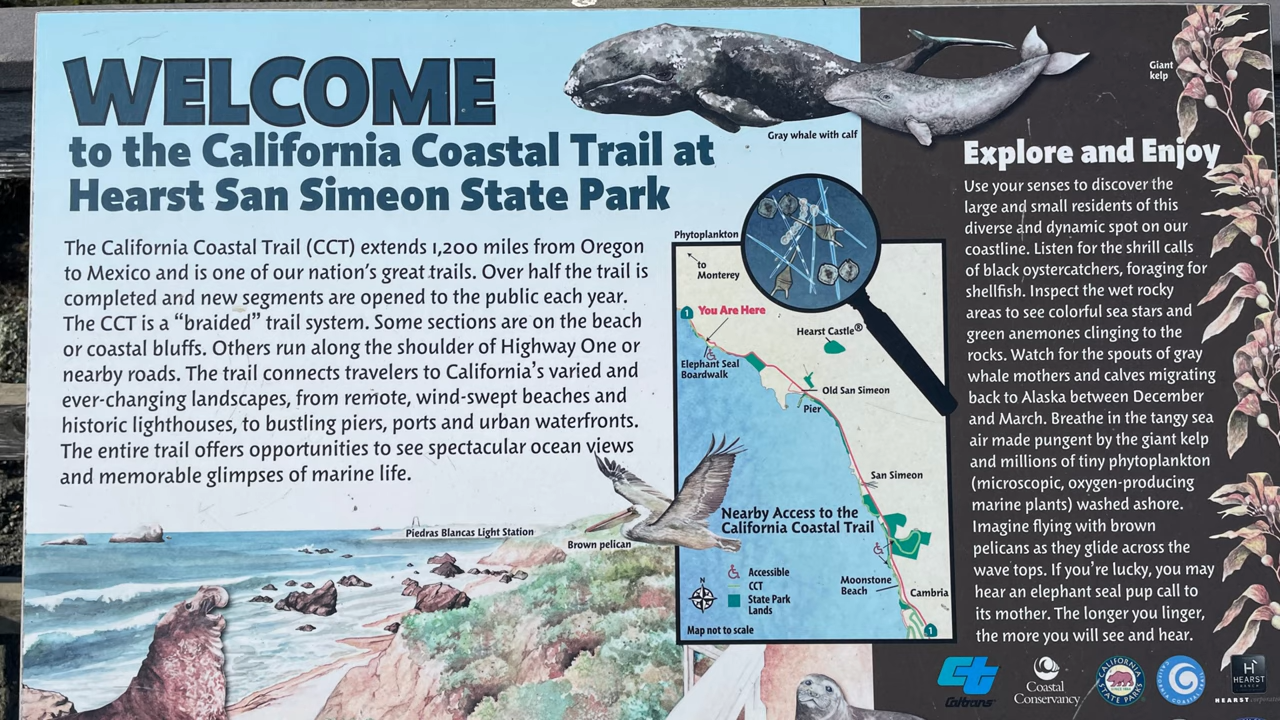 WELCOME
to the California Coastal Trail at
Hearst San Simeon State Park
The California Coastal Trail (CCT) extends 1,200 miles from Oregon
to Mexico and is one of our nation's great trails. Over half the trail is
completed and new segments are opened to the public each year.
The CCT is a "braided" trail system. Some sections are on the beach
or coastal bluffs. Others run along the shoulder of Highway One or
nearby roads. The trail connects travelers to California's varied and
ever-changing landscapes, from remote, wind-swept beaches and
historic lighthouses, to bustling piers, ports and urban waterfronts.
The entire trail offers opportunities to see spectacular ocean views
and memorable glimpses of marine life.
Piedras Blancas Light Station
Brown pelican
Gray whale with calf
Phytoplankton
to
Monterey
1
You Are Here
Hearst Castle®
Elephant Seal
Boardwalk
Old San Simeon
Pier
San Simeon
Nearby Access to the
California Coastal Trail
Accessible
CCT
State Park
Lands
N
Moonstone
Beach
Cambria
1
Map not to scale
Giant
kelp
Explore and Enjoy
Use your senses to discover the
large and small residents of this
diverse and dynamic spot on our
coastline. Listen for the shrill calls
of black oystercatchers, foraging for
shellfish. Inspect the wet rocky
areas to see colorful sea stars and
green anemones clinging to the
rocks. Watch for the spouts of gray
whale mothers and calves migrating
back to Alaska between December
and March. Breathe in the tangy sea
air made pungent by the giant kelp
and millions of tiny phytoplankton
(microscopic, oxygen-producing
marine plants) washed ashore.
Imagine flying with brown
pelicans as they glide across the
wave tops. If you're lucky, you may
hear an elephant seal pup call to
its mother. The longer you linger,
the more you will see and hear.
Caltrans
Coastal
Conservancy
CALIFORNIA
STATE PARKS
SINCE 1864
H
HEARST
HEARST